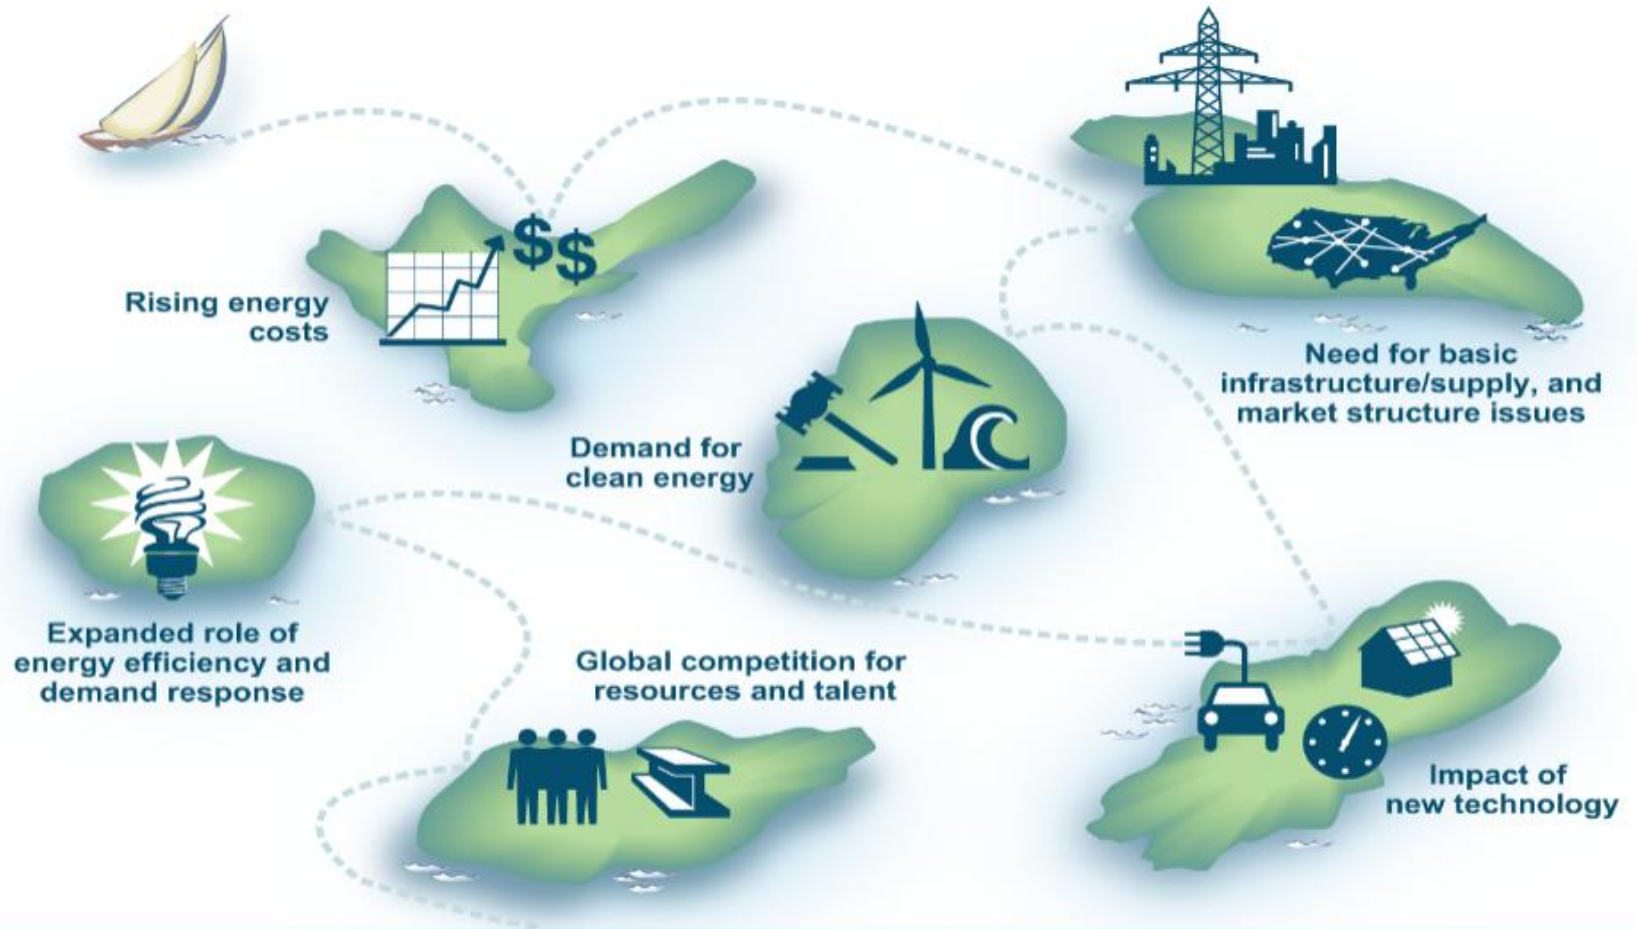 $$
Rising energy
costs
Need for basic
infrastructure/supply, and
market structure issues
Demand for
clean energy
Expanded role of
energy efficiency and
demand response
Global competition for
resources and talent
Impact of
new technology